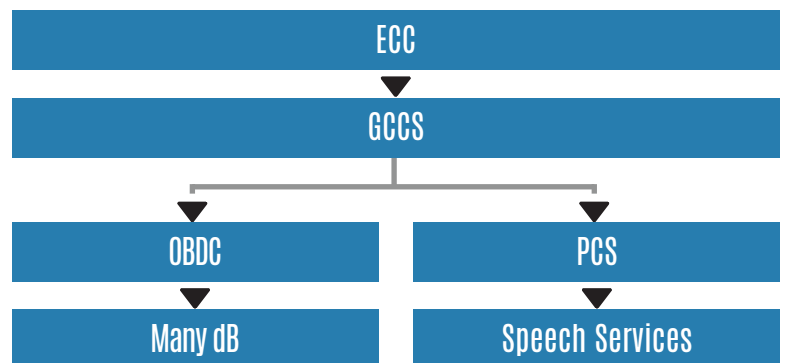 ECC
GCCS
OBDC
PCS
Many dB
Speech Services